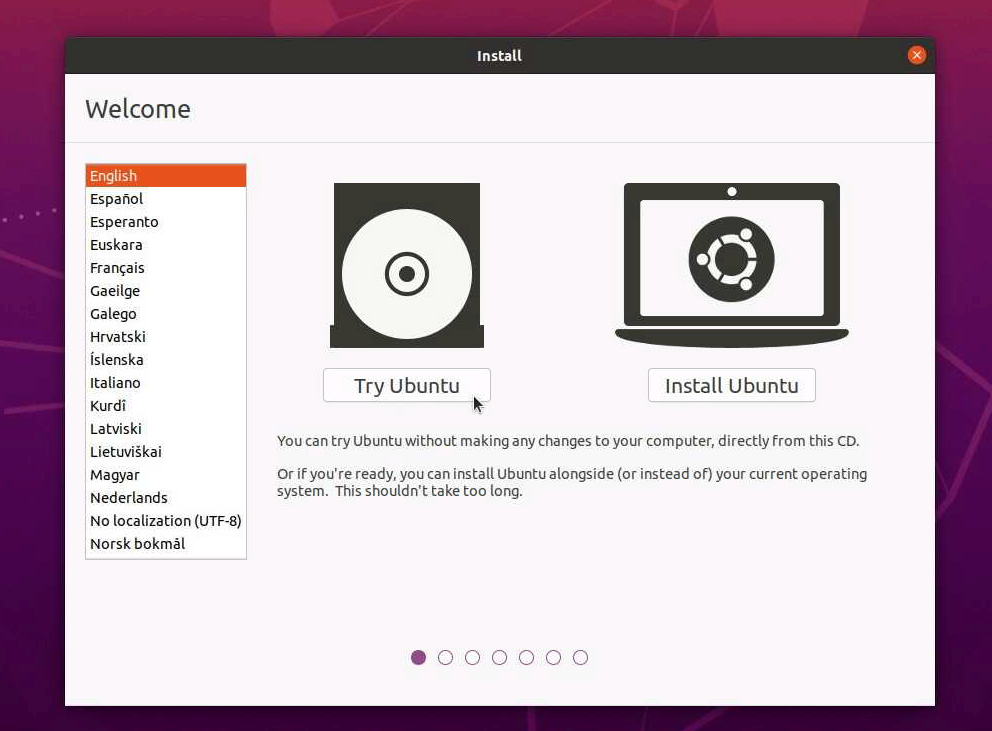 Install
Welcome
English
Español
Esperanto
Euskara
Français
Gaeilge
Galego
Hrvatski
Íslenska
Italiano
Kurdî
Latviski
Lietuviškai
Magyar
Nederlands
No localization (UTF-8)
Norsk bokmål
Try Ubuntu
Install Ubuntu
You can try Ubuntu without making any changes to your computer, directly from this CD.
Or if you're ready, you can install Ubuntu alongside (or instead of) your current operating
system. This shouldn't take too long.